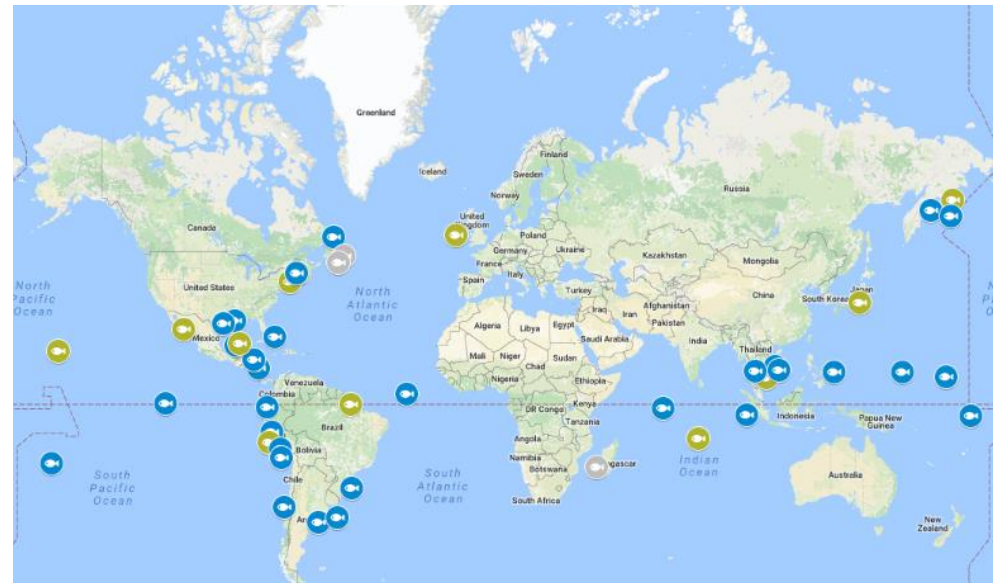 Greenland
Iceland
Finland
Sweden
Norway
Russia
Canada
United
Kingdom
Poland
Germany
Ukraine
Kazakhstan
Mongolia
France
Italy
Spain
Turkey
North
Pacific
Ocean
United States
North
Atlantic
Ocean
China
Japan
South Korea
Afghanistan
Iraq
Iran
Pakistan
Algeria
Libya
Egypt
Saudi Arabia
India
Mexico
Mali
Niger
Chad
Sudan
Thailand
Nigeria
Ethiopia
Venezuela
Colombia
Kenya
DR Congo
Tanzania
Indonesia
Papua New
Guinea
Brazil
Angola
Bolivia
Namibia
Botswana
gascar
Indian
Ocean
South
Pacific
Ocean
Chile
South
Atlantic
Ocean
Australia
South Africa
Ar
New
Zealand